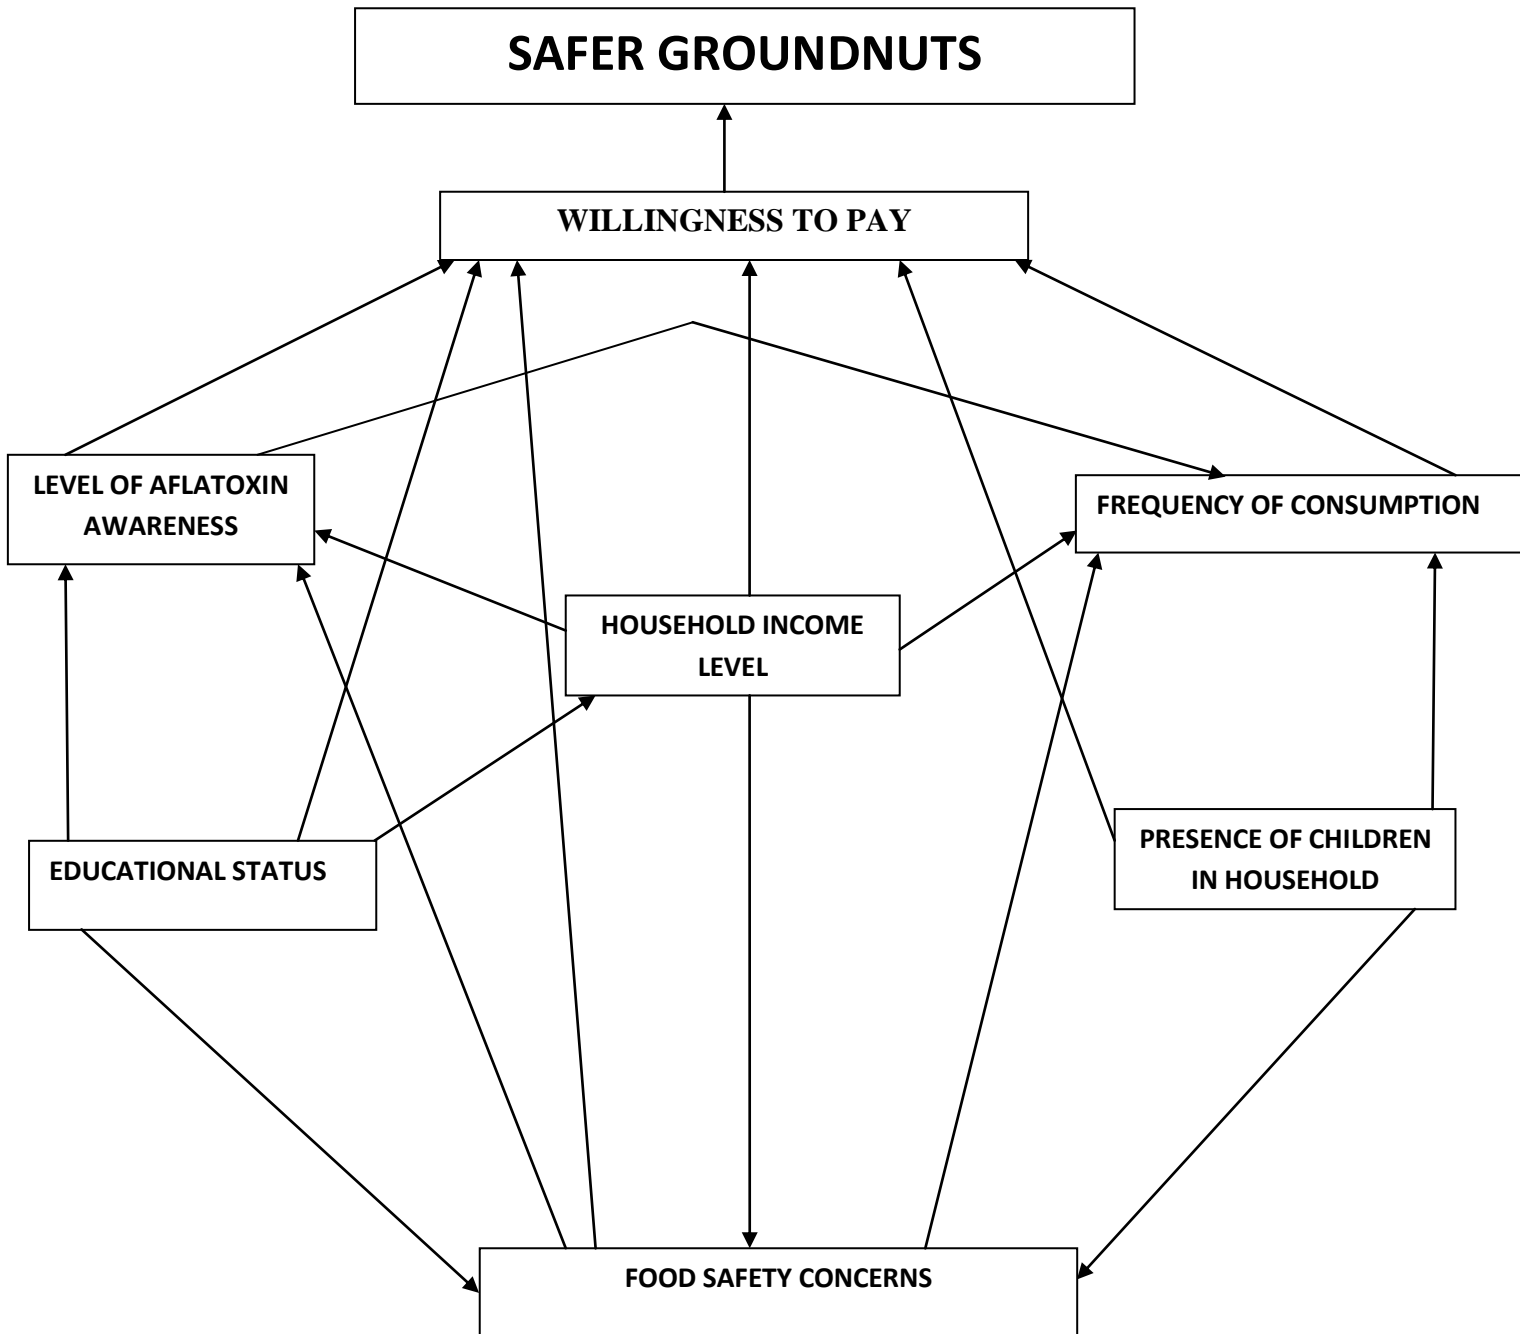 SAFER GROUNDNUTS
WILLINGNESS TO PAY
LEVEL OF AFLATOXIN
AWARENESS
FREQUENCY OF CONSUMPTION
HOUSEHOLD INCOME
LEVEL
EDUCATIONAL STATUS
PRESENCE OF CHILDREN
IN HOUSEHOLD
FOOD SAFETY CONCERNS